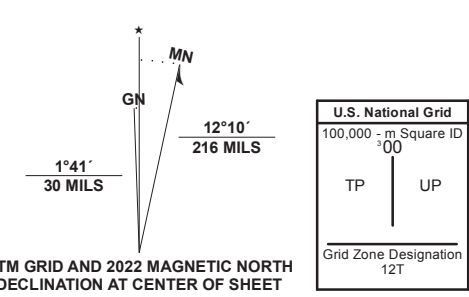 ★
MN
GN
12°10´
216 MILS
1°41´
30 MILS
TM GRID AND 2022 MAGNETIC NORTH
DECLINATION AT CENTER OF SHEET
U.S. National Grid
100,000 - m Square ID
³00
TP UP
Grid Zone Designation
12T